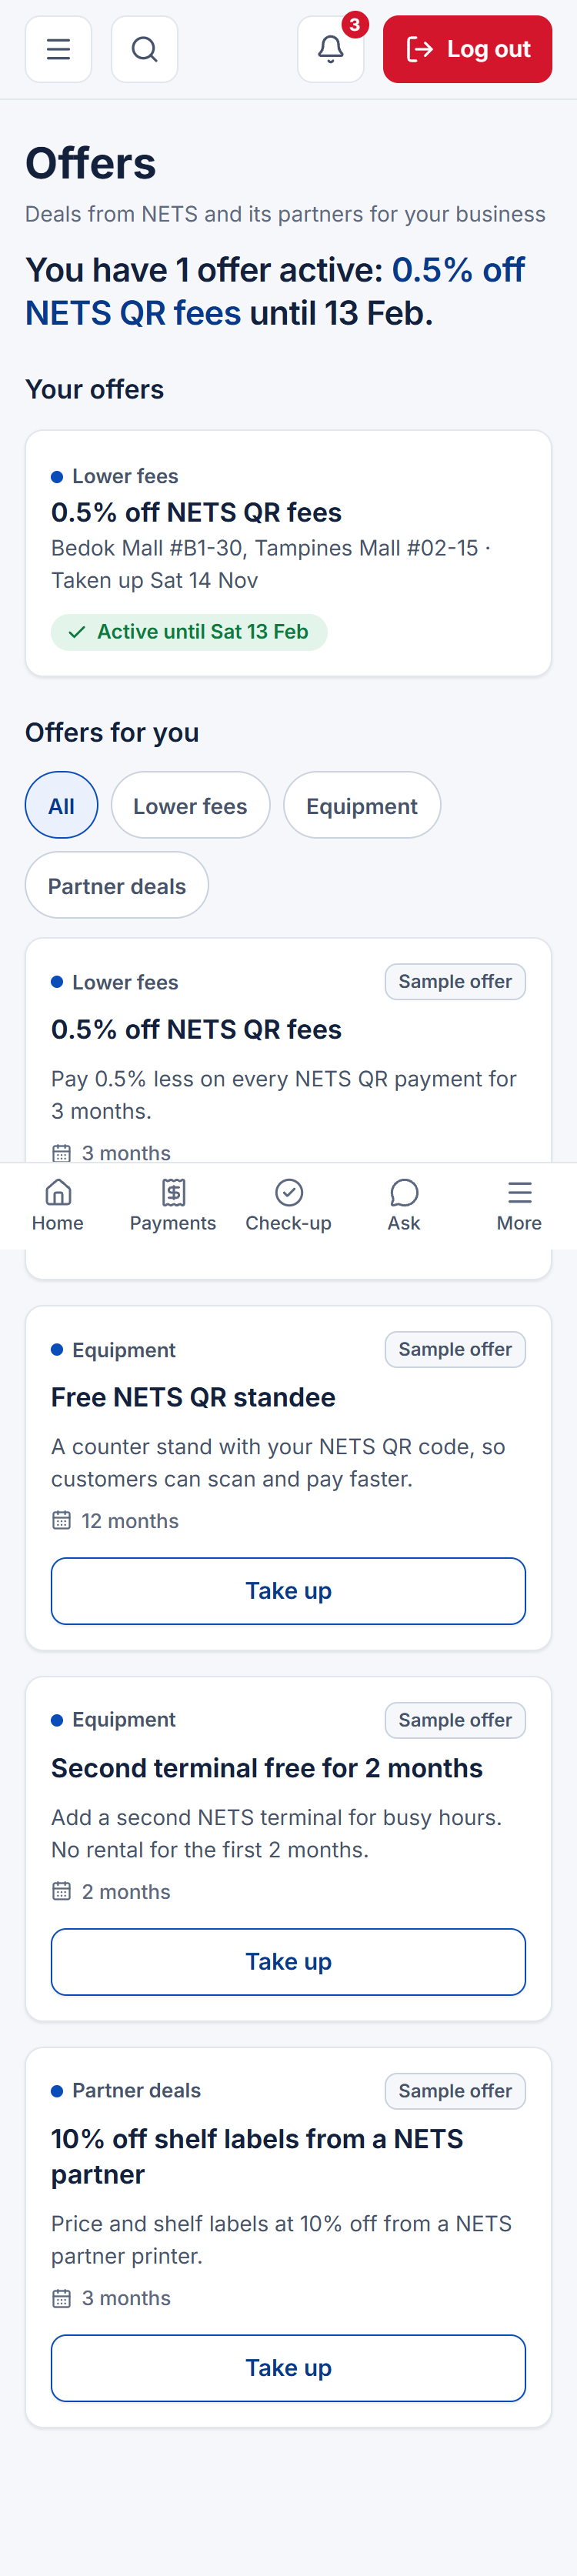 3
Log out
Offers
Deals from NETS and its partners for your business
You have 1 offer active: 0.5% off
NETS QR fees until 13 Feb.
Your offers
Lower fees
0.5% off NETS QR fees
Bedok Mall #B1-30, Tampines Mall #02-15 ·
Taken up Sat 14 Nov
Active until Sat 13 Feb
Offers for you
All
Lower fees
Equipment
Partner deals
Lower fees
Sample offer
0.5% off NETS QR fees
Pay 0.5% less on every NETS QR payment for
3 months.
3 months
Home
Payments
Check-up
Ask
More
Equipment
Sample offer
Free NETS QR standee
A counter stand with your NETS QR code, so
customers can scan and pay faster.
12 months
Take up
Equipment
Sample offer
Second terminal free for 2 months
Add a second NETS terminal for busy hours.
No rental for the first 2 months.
2 months
Take up
Partner deals
Sample offer
10% off shelf labels from a NETS
partner
Price and shelf labels at 10% off from a NETS
partner printer.
3 months
Take up